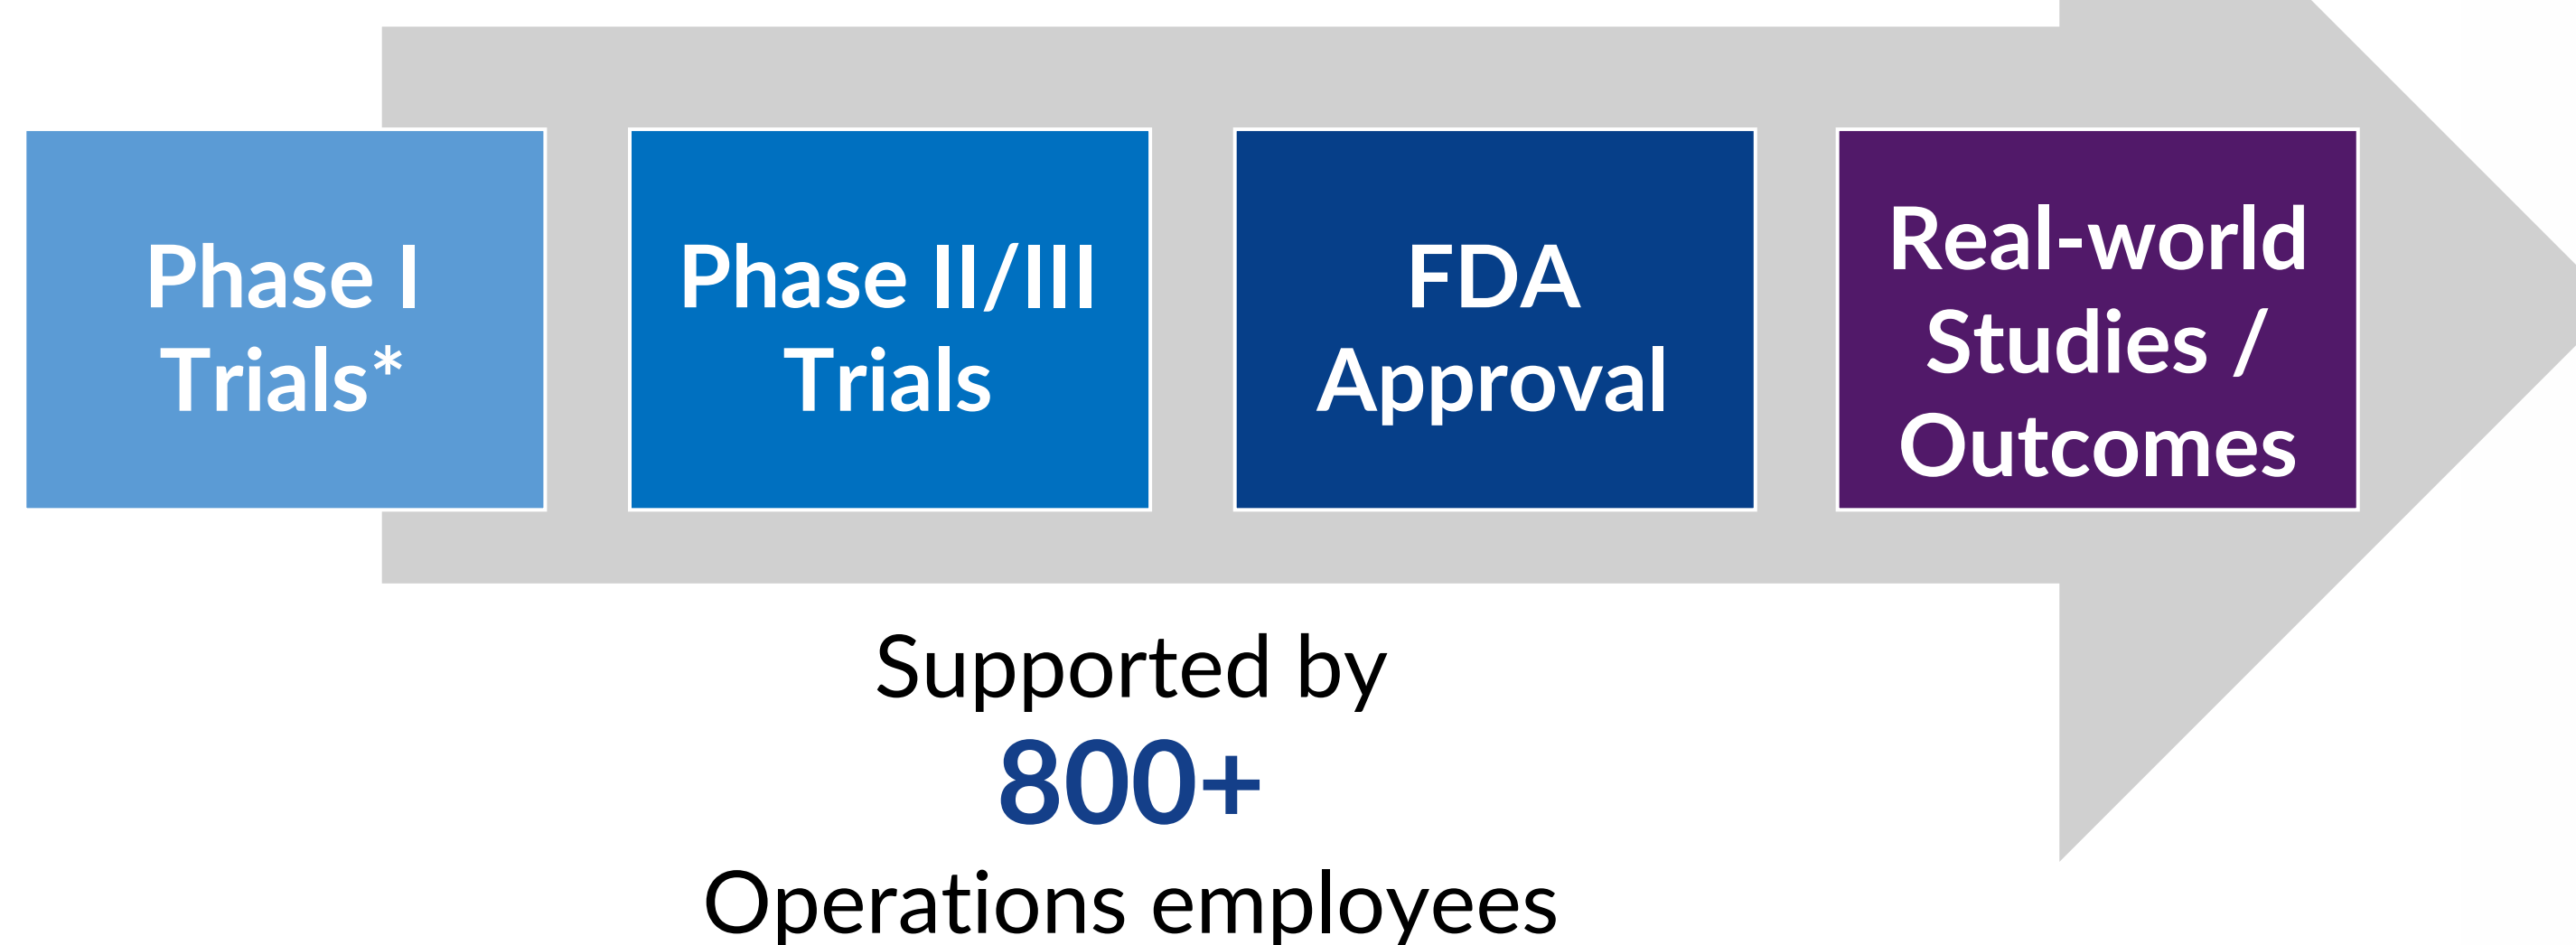 Phase I
Trials*
Phase II/III
Trials
FDA
Approval
Real-world
Studies /
Outcomes
Supported by
800+
Operations employees